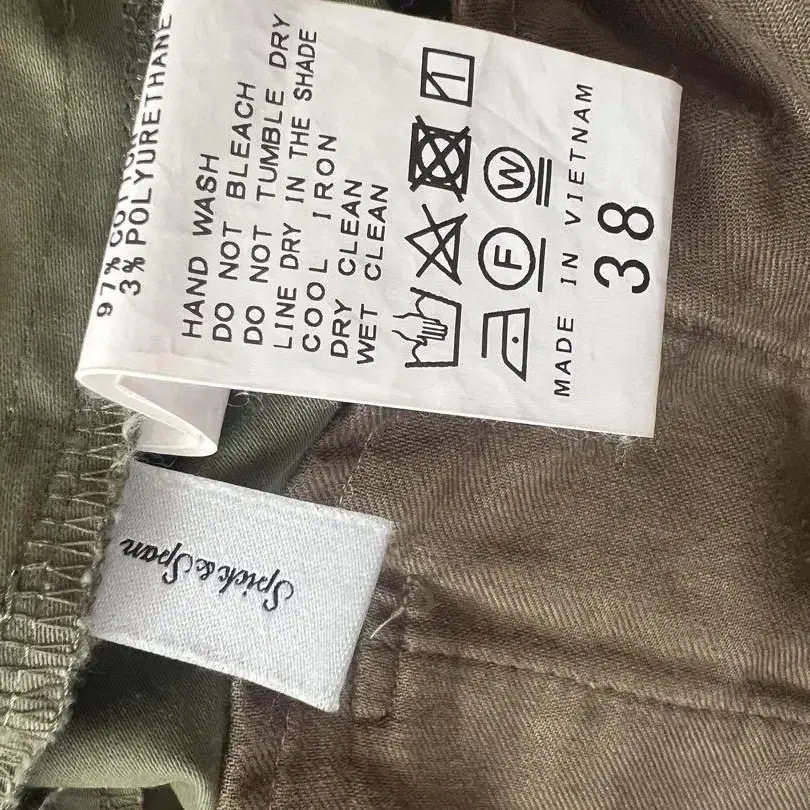 97% COTTON
3% POLYURETHANE
HAND WASH
DO NOT BLEACH
DO NOT TUMBLE DRY
LINE DRY IN THE SHADE
COOL IRON
DRY CLEAN
WET CLEAN
F
W
MADE IN VIETNAM
38
Spick & Span